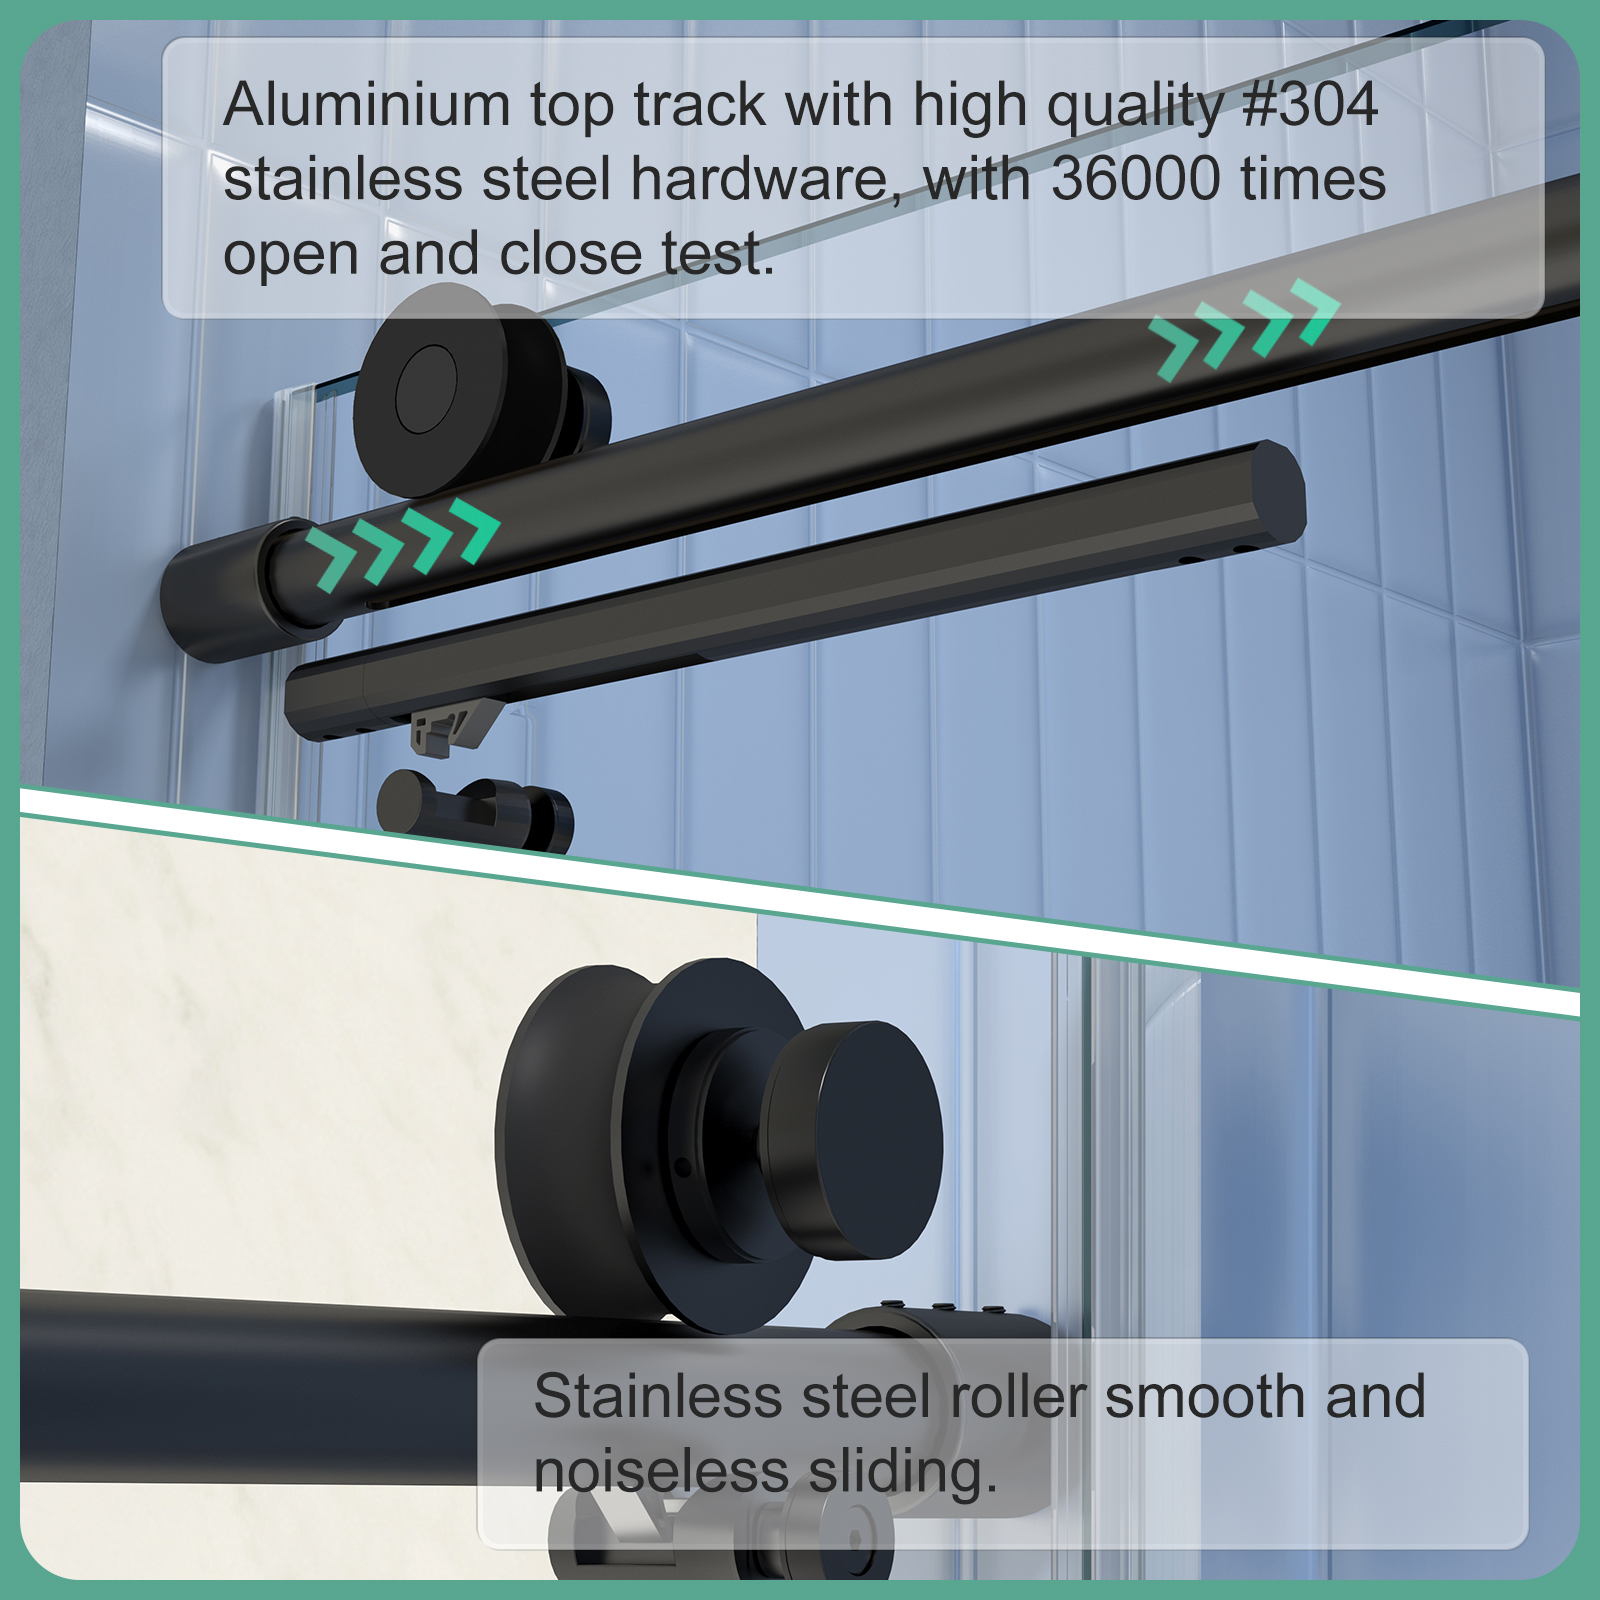 Aluminium top track with high quality #304
stainless steel hardware, with 36000 times
open and close test.
Stainless steel roller smooth and
noiseless sliding.